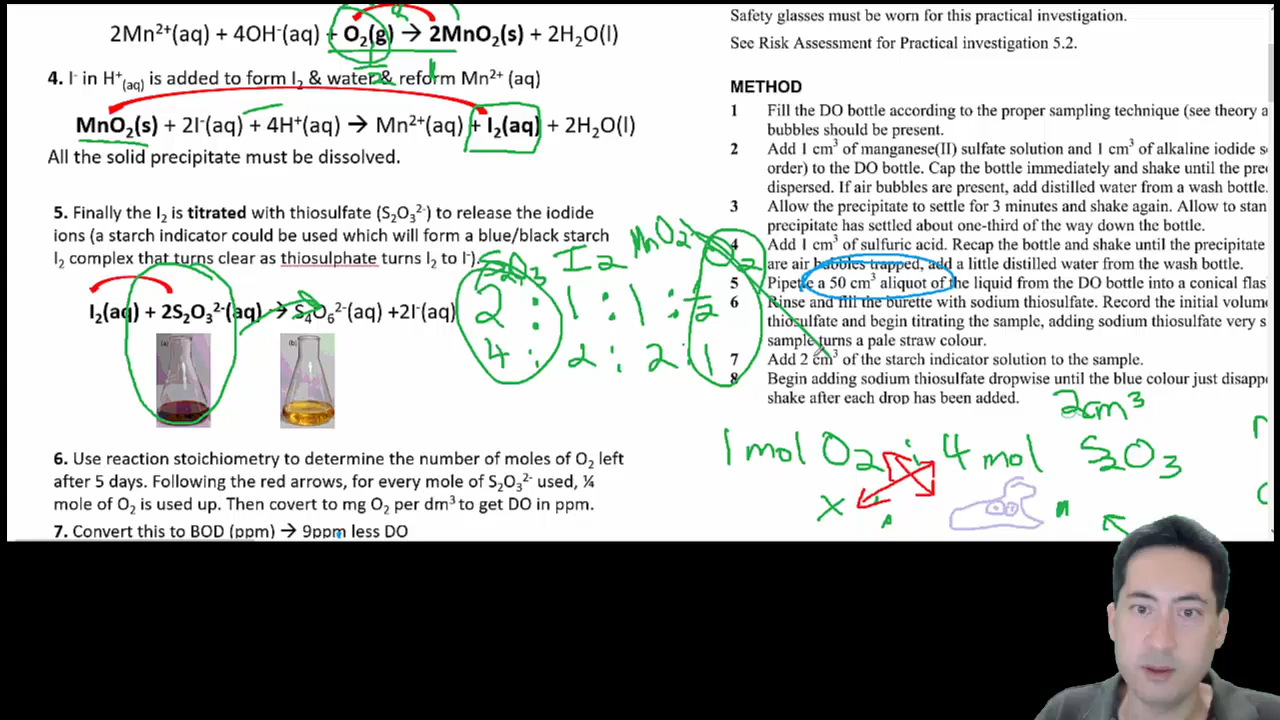 2Mn²⁺(aq) + 4OH⁻(aq) + O₂(g) → 2MnO₂(s) + 2H₂O(l)
2
1
4. I⁻ in H⁺(aq) is added to form I₂ & water & reform Mn²⁺ (aq)
MnO₂(s) + 2I⁻(aq) + 4H⁺(aq) → Mn²⁺(aq) + I₂(aq) + 2H₂O(l)
All the solid precipitate must be dissolved.
5. Finally the I₂ is titrated with thiosulfate (S₂O₃²⁻) to release the iodide
ions (a starch indicator could be used which will form a blue/black starch
I₂ complex that turns clear as thiosulphate turns I₂ to I⁻).
I₂(aq) + 2S₂O₃²⁻(aq) → S₄O₆²⁻(aq) +2I⁻(aq)
(a)
(b)
S₂O₃ I₂ MnO₂ O₂
2 : 1 : 1 : ½
4 : 2 : 2 : 1
6. Use reaction stoichiometry to determine the number of moles of O₂ left
after 5 days. Following the red arrows, for every mole of S₂O₃²⁻ used, ¼
mole of O₂ is used up. Then covert to mg O₂ per dm³ to get DO in ppm.
7. Convert this to BOD (ppm) → 9ppm less DO
Safety glasses must be worn for this practical investigation.
See Risk Assessment for Practical investigation 5.2.
METHOD
1 Fill the DO bottle according to the proper sampling technique (see theory a
bubbles should be present.
2 Add 1 cm³ of manganese(II) sulfate solution and 1 cm³ of alkaline iodide s
order) to the DO bottle. Cap the bottle immediately and shake until the pre
dispersed. If air bubbles are present, add distilled water from a wash bottle.
3 Allow the precipitate to settle for 3 minutes and shake again. Allow to stan
precipitate has settled about one-third of the way down the bottle.
4 Add 1 cm³ of sulfuric acid. Recap the bottle and shake until the precipitate
are air bubbles trapped, add a little distilled water from the wash bottle.
5 Pipette a 50 cm³ aliquot of the liquid from the DO bottle into a conical flas
6 Rinse and fill the burette with sodium thiosulfate. Record the initial volume
thiosulfate and begin titrating the sample, adding sodium thiosulfate very s
sample turns a pale straw colour.
7 Add 2 cm³ of the starch indicator solution to the sample.
8 Begin adding sodium thiosulfate dropwise until the blue colour just disapp
shake after each drop has been added.
2cm³
1 mol O₂ : 4 mol S₂O₃
X